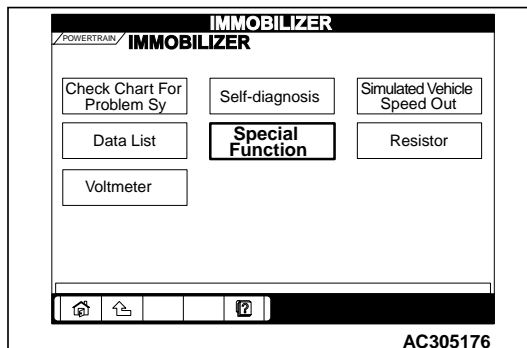 IMMOBILIZER
POWERTRAIN
IMMOBILIZER
Check Chart For
Problem Sy
Self-diagnosis
Simulated Vehicle
Speed Out
Data List
Special
Function
Resistor
Voltmeter
?
AC305176